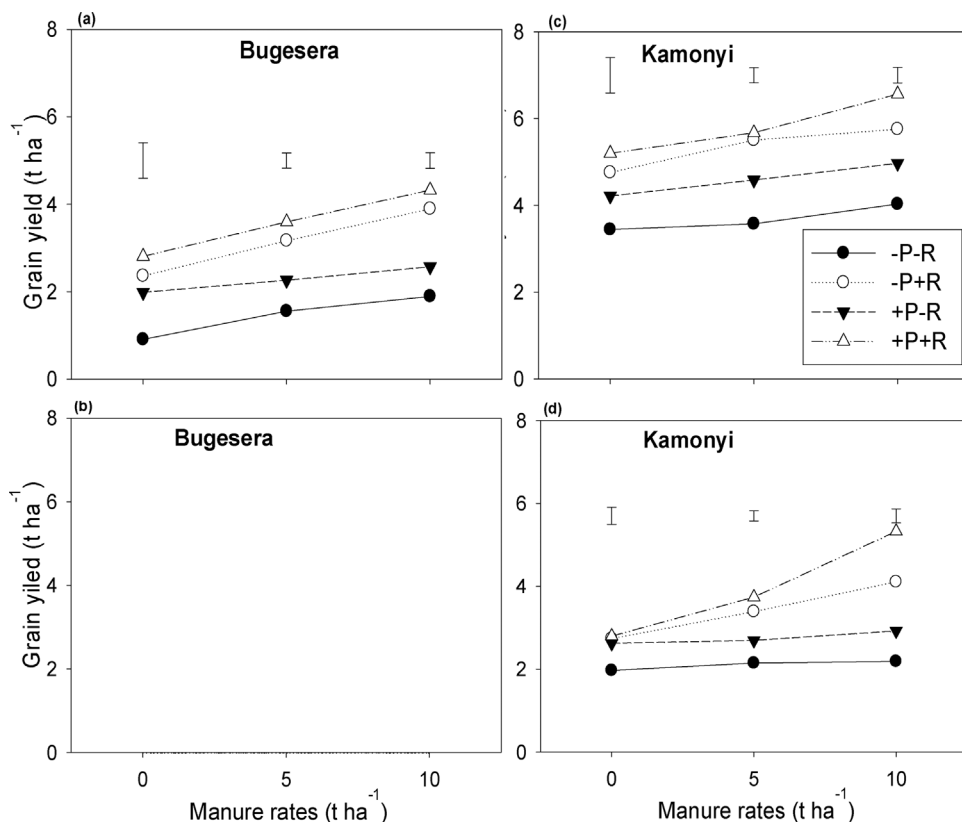 (a)
Bugesera
8
6
4
2
0
Grain yield (t ha-1)
(c)
Kamonyi
8
6
4
2
0
-P-R
-P+R
+P-R
+P+R
(b)
Bugesera
8
6
4
2
0
Grain yiled (t ha-1)
0 5 10
Manure rates (t ha-1)
(d)
Kamonyi
8
6
4
2
0
0 5 10
Manure rates (t ha-1)